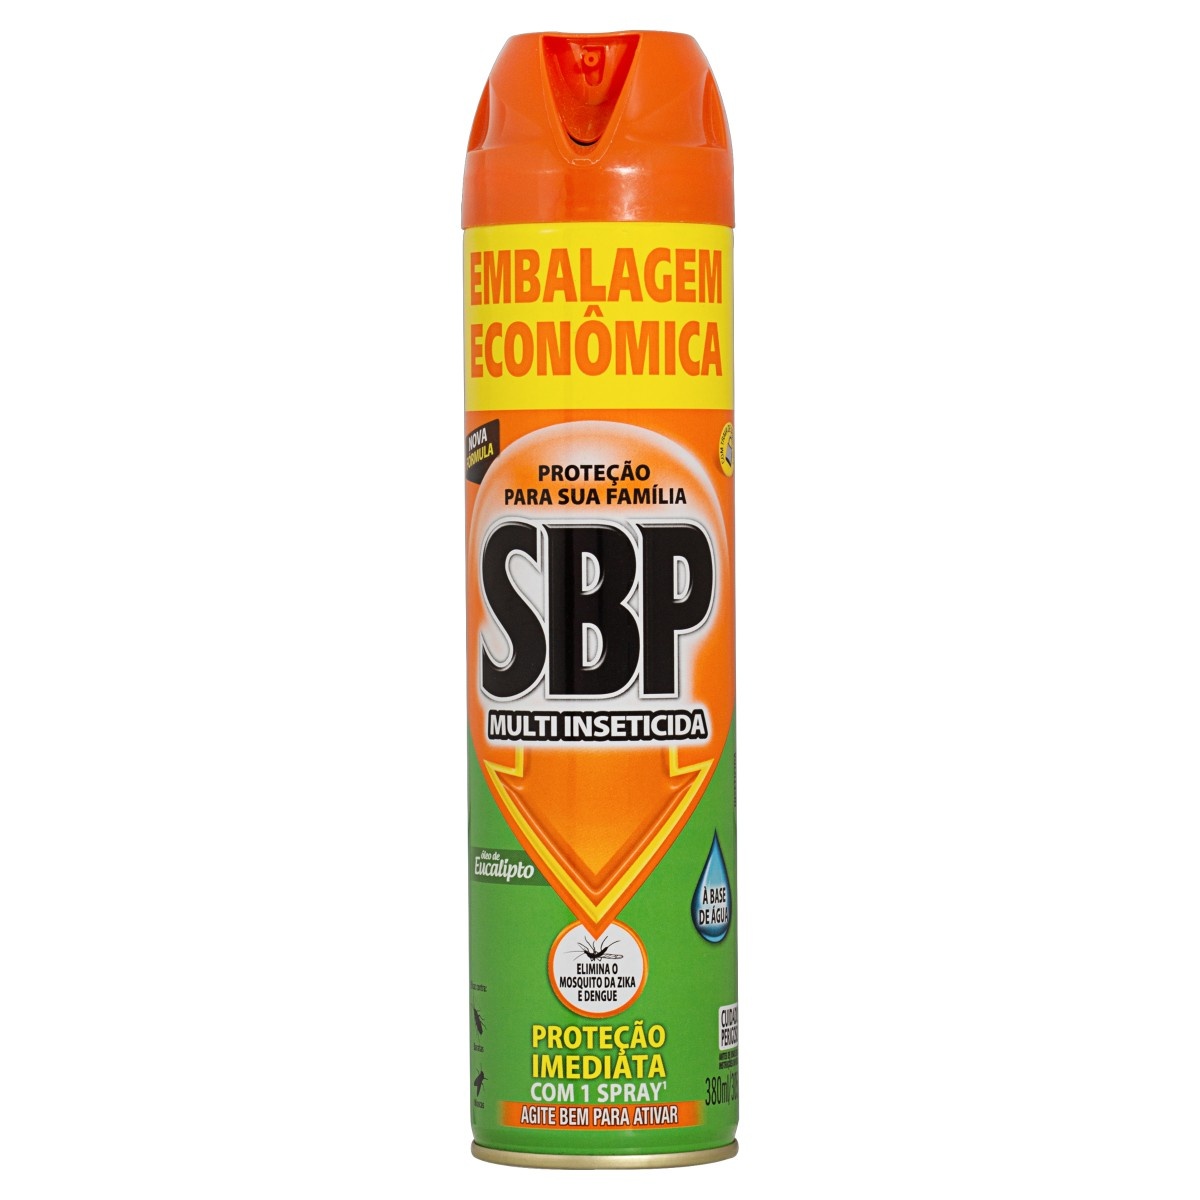 EMBALAGEM
ECONÔMICA
NOVA
FÓRMULA
PROTEÇÃO
PARA SUA FAMÍLIA
SBP
MULTI INSETICIDA
óleo de
Eucalipto
À BASE
DE ÁGUA
ELIMINA O
MOSQUITO DA ZIKA
E DENGUE
PROTEÇÃO
IMEDIATA
COM 1 SPRAY¹
AGITE BEM PARA ATIVAR
380ml/